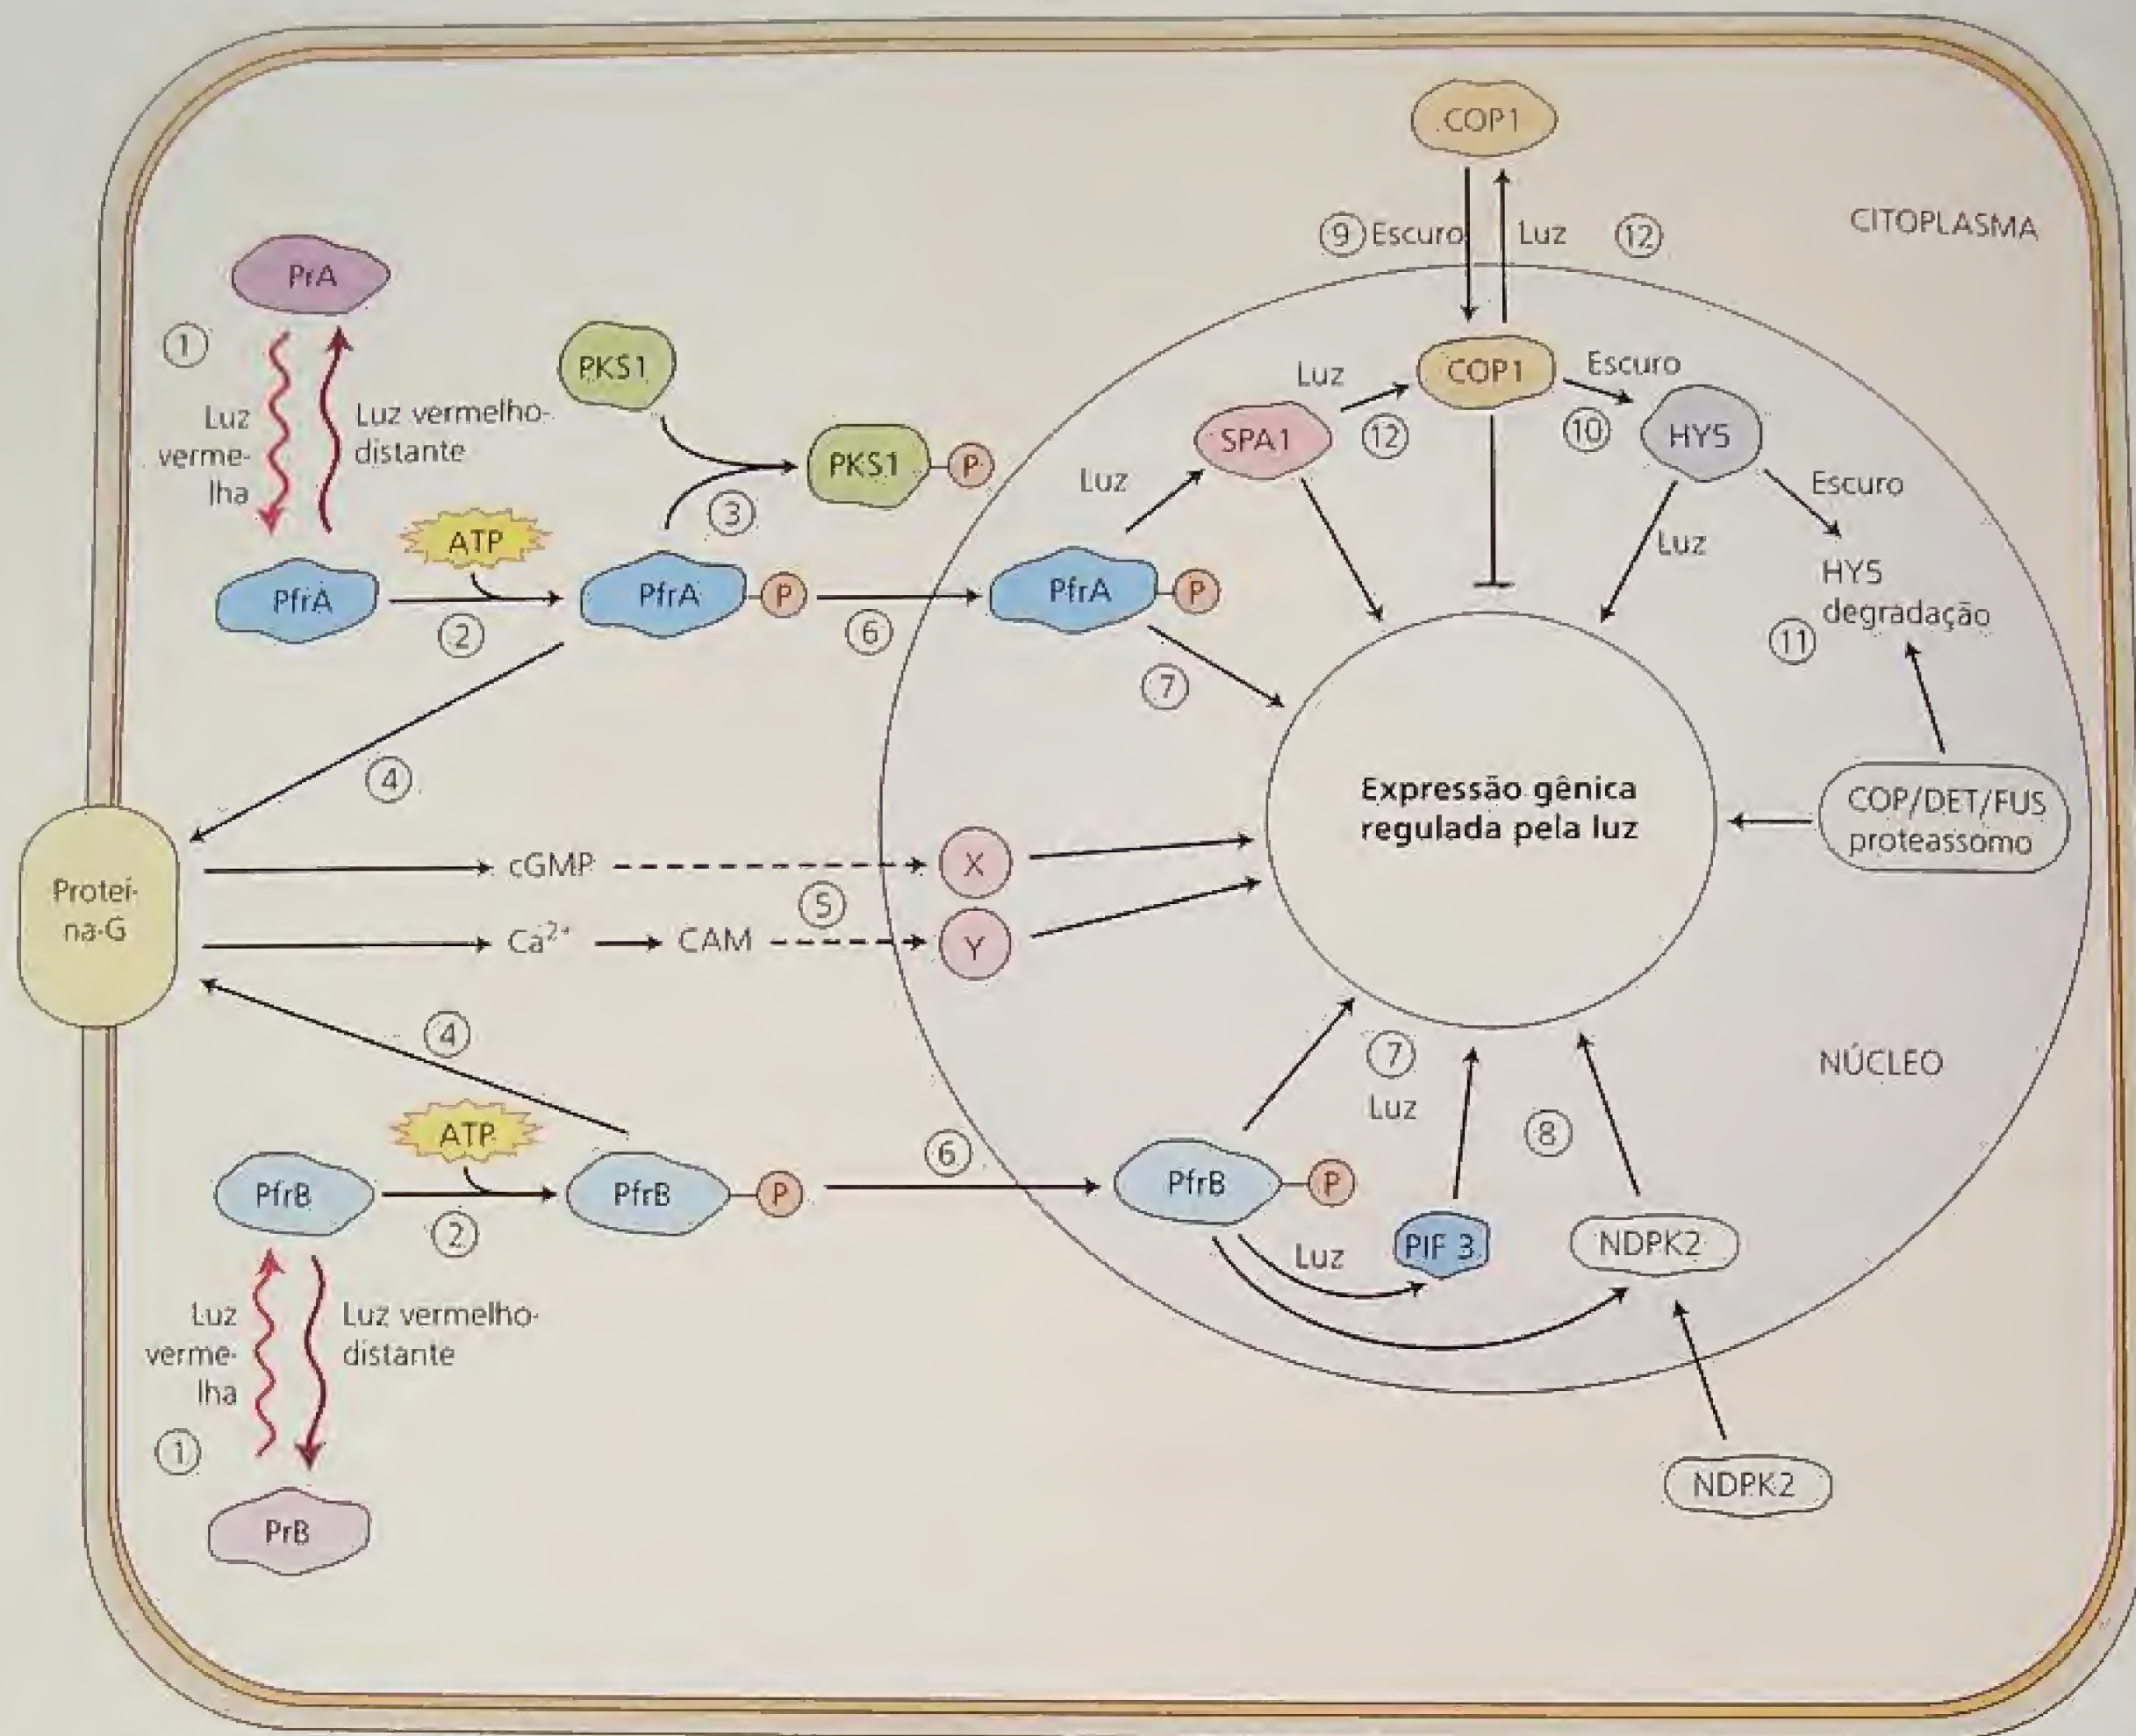 COP1
CITOPLASMA
9 Escuro
Luz 12
PrA
1
Luz
verme-
lha
Luz vermelho-
distante
PKS1
PKS1 P
3
ATP
PfrA
2
PfrA P
6
PfrA P
7
Luz
SPA1
Luz
12
COP1
Escuro
10
HY5
Escuro
Luz
HY5
degradação
11
4
Expressão gênica
regulada pela luz
COP/DET/FUS
proteassomo
Proteí-
na-G
cGMP
5
X
Ca2+
CAM
Y
4
7
Luz
NÚCLEO
ATP
PfrB
2
PfrB P
6
PfrB P
8
Luz
PIF 3
NDPK2
Luz
verme-
lha
Luz vermelho-
distante
1
PrB
NDPK2